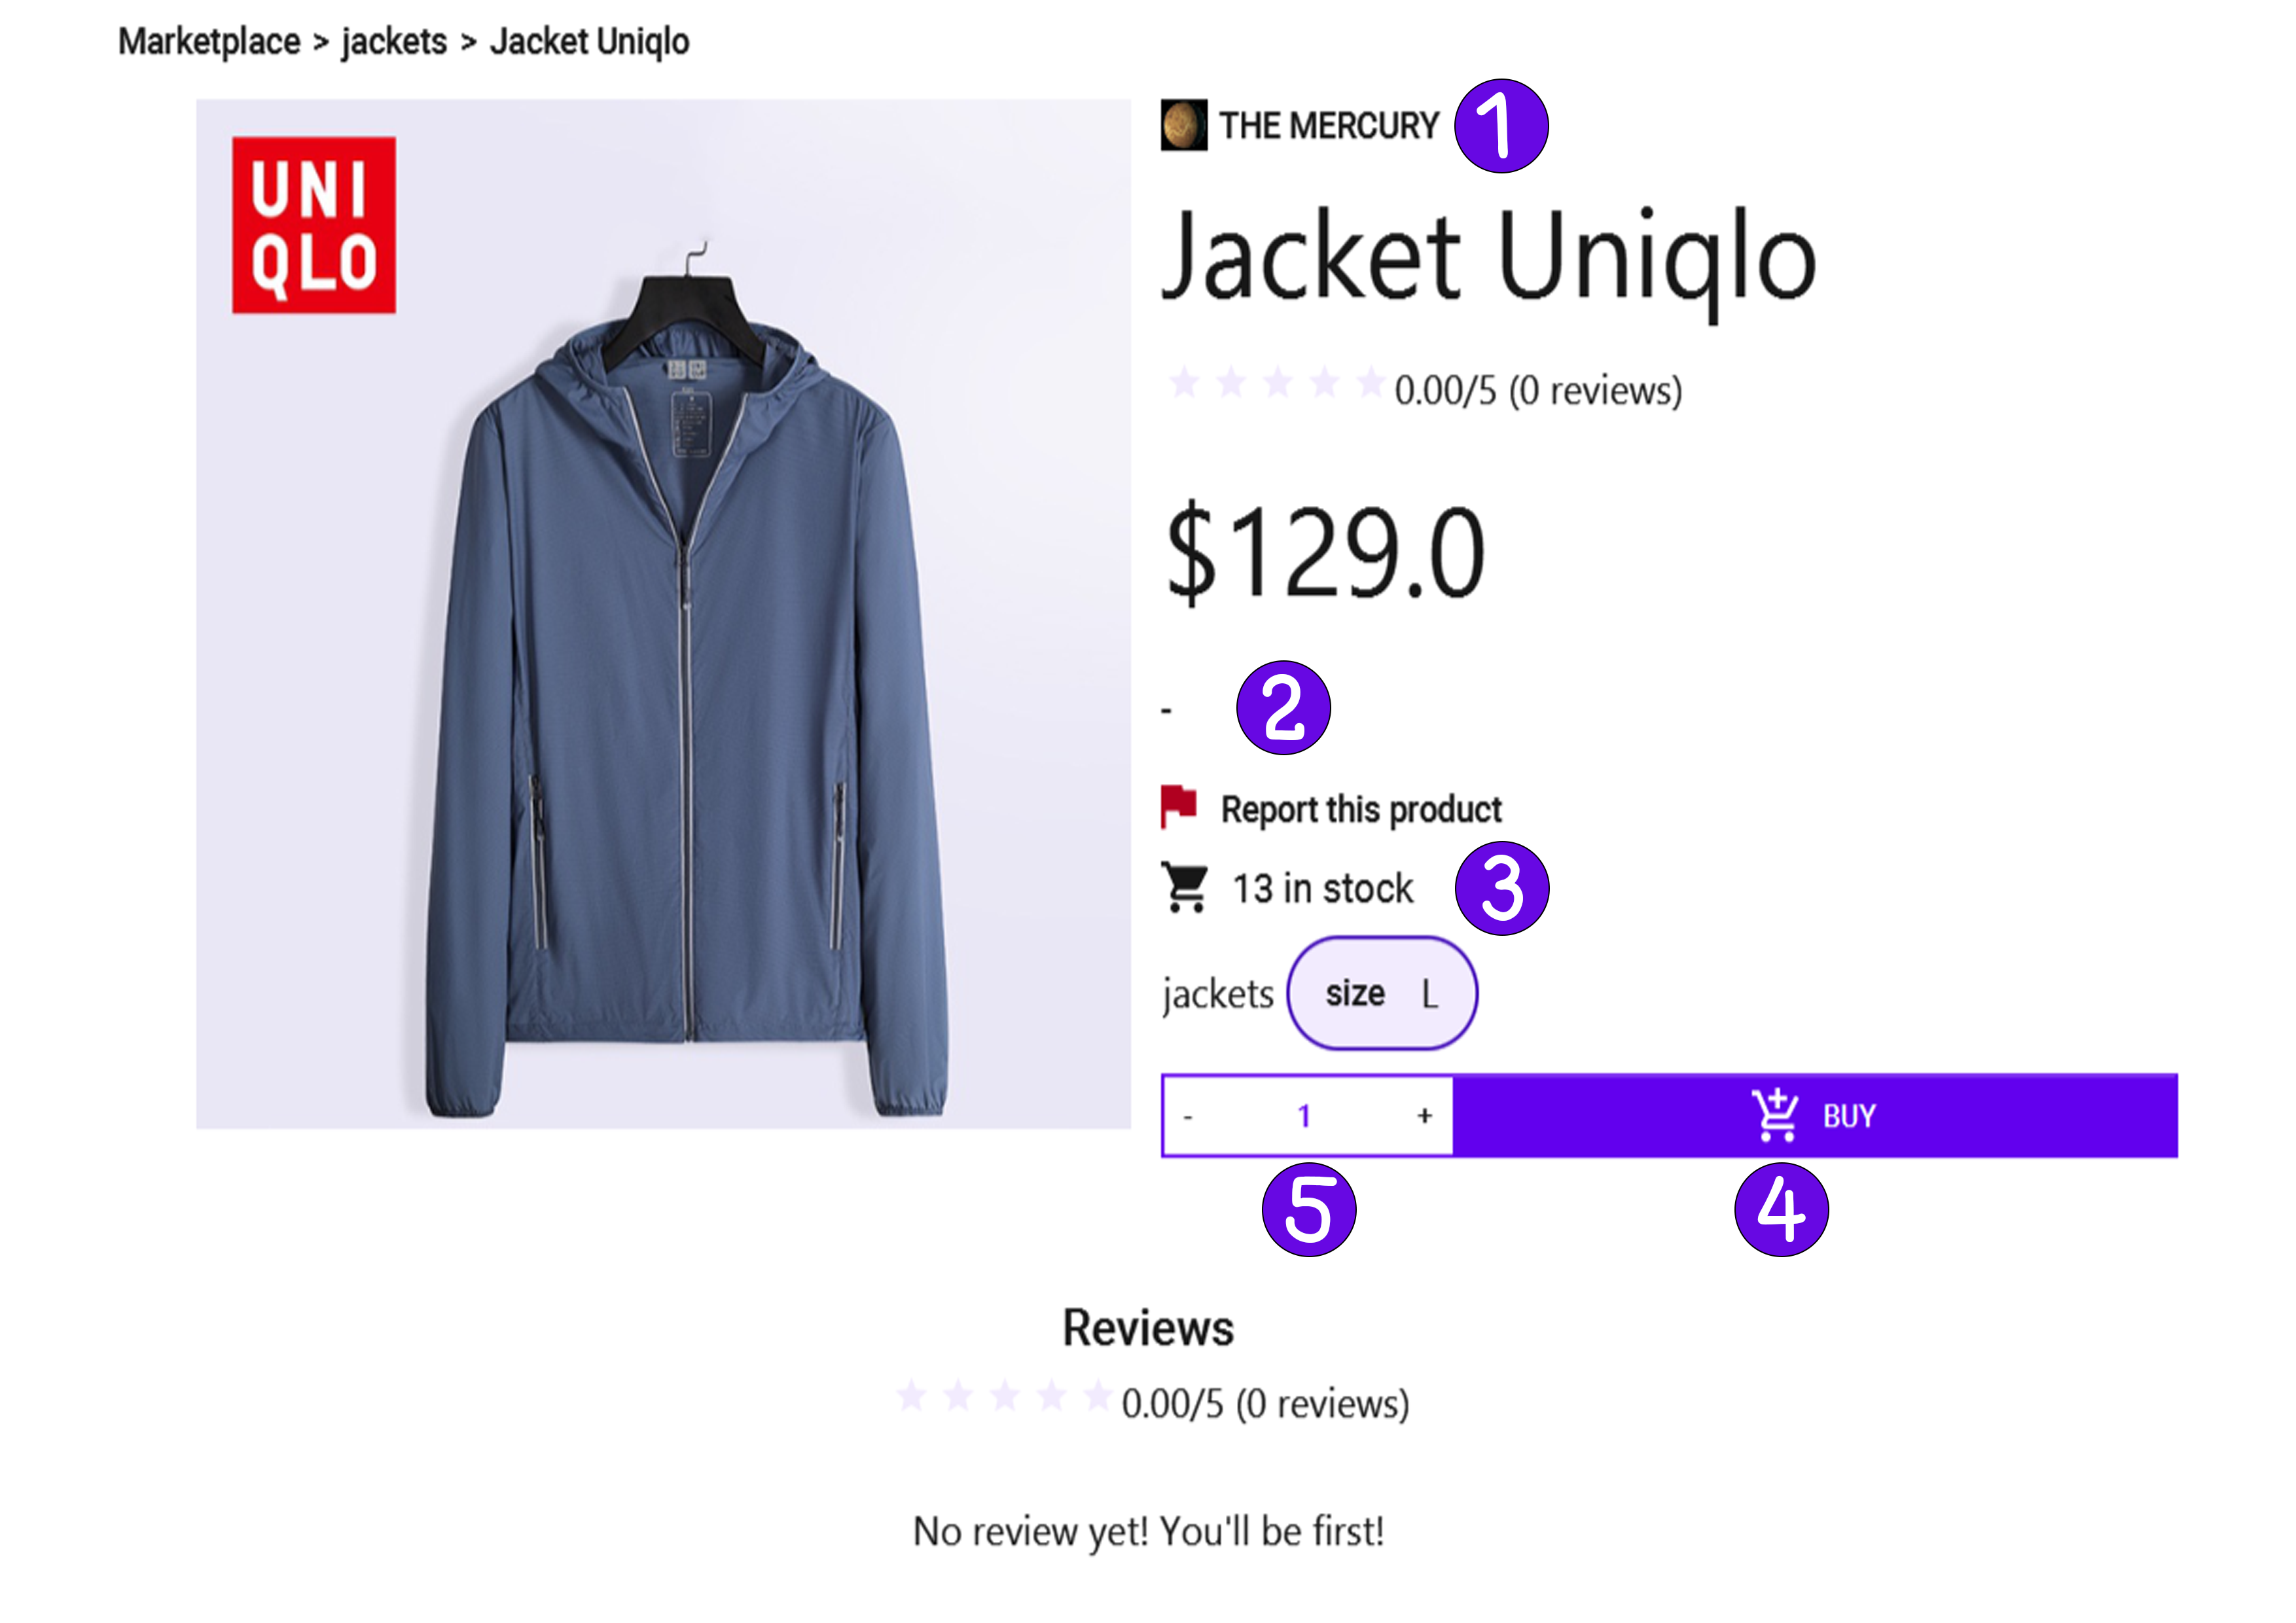 Marketplace > jackets > Jacket Uniqlo
UNI
QLO
THE MERCURY 1
Jacket Uniqlo
0.00/5 (0 reviews)
$129.0
- 2
Report this product
13 in stock 3
jackets size L
- 1 + BUY
5 4
Reviews
0.00/5 (0 reviews)
No review yet! You'll be first!